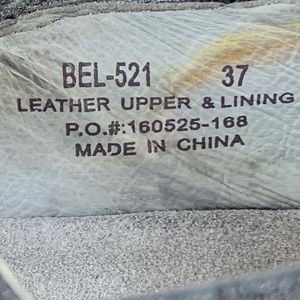 BEL-521 37
LEATHER UPPER & LINING
P.O.#:160525-168
MADE IN CHINA